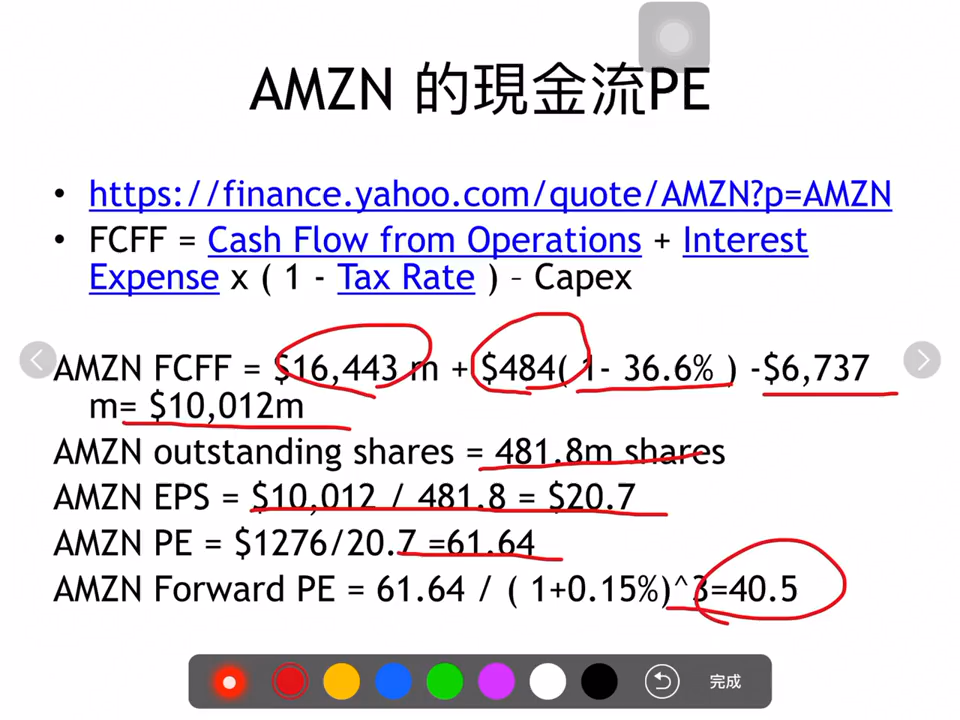 AMZN 的現金流PE
• https://finance.yahoo.com/quote/AMZN?p=AMZN
• FCFF = Cash Flow from Operations + Interest
Expense x ( 1 - Tax Rate ) – Capex
AMZN FCFF = $16,443 m + $484( 1- 36.6% ) -$6,737
m= $10,012m
AMZN outstanding shares = 481.8m shares
AMZN EPS = $10,012 / 481.8 = $20.7
AMZN PE = $1276/20.7 =61.64
AMZN Forward PE = 61.64 / ( 1+0.15%)^3=40.5
完成